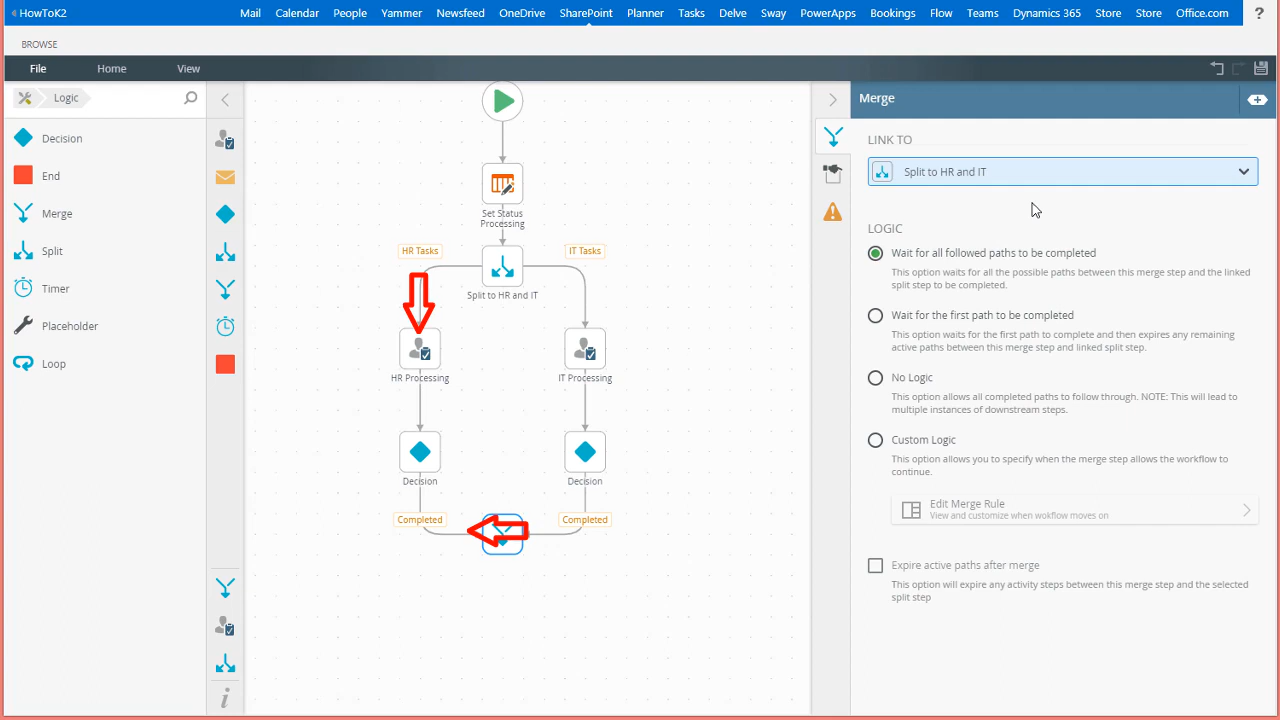 HowToK2
Mail Calendar People Yammer Newsfeed OneDrive SharePoint Planner Tasks Delve Sway PowerApps Bookings Flow Teams Dynamics 365 Store Store Office.com ?
BROWSE
File Home View
Logic
Decision
End
Merge
Split
Timer
Placeholder
Loop
i
Set Status
Processing
HR Tasks
IT Tasks
Split to HR and IT
HR Processing
IT Processing
Decision
Decision
Completed
Completed
Merge
LINK TO
Split to HR and IT
LOGIC
Wait for all followed paths to be completed
This option waits for all the possible paths between this merge step and the linked
split step to be completed.
Wait for the first path to be completed
This option waits for the first path to complete and then expires any remaining
active paths between this merge step and linked split step.
No Logic
This option allows all completed paths to follow through. NOTE: This will lead to
multiple instances of downstream steps.
Custom Logic
This option allows you to specify when the merge step allows the workflow to
continue.
Edit Merge Rule
View and customize when wokflow moves on
Expire active paths after merge
This option will expire any activity steps between this merge step and the selected
split step